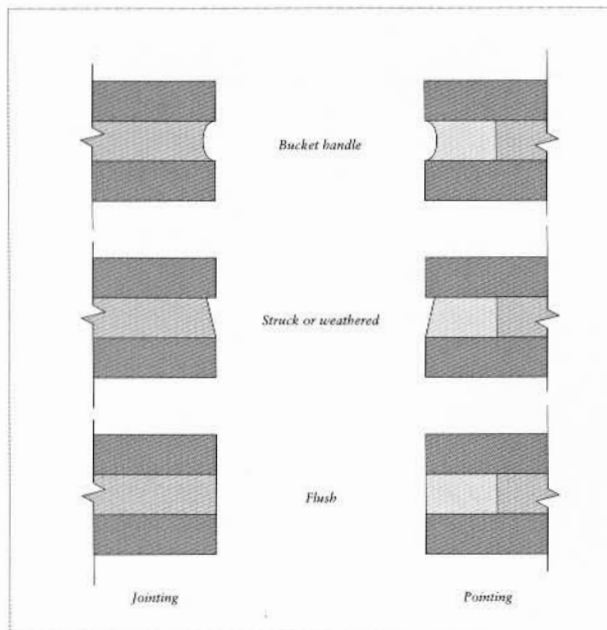 Bucket handle
Struck or weathered
Flush
Jointing
Pointing